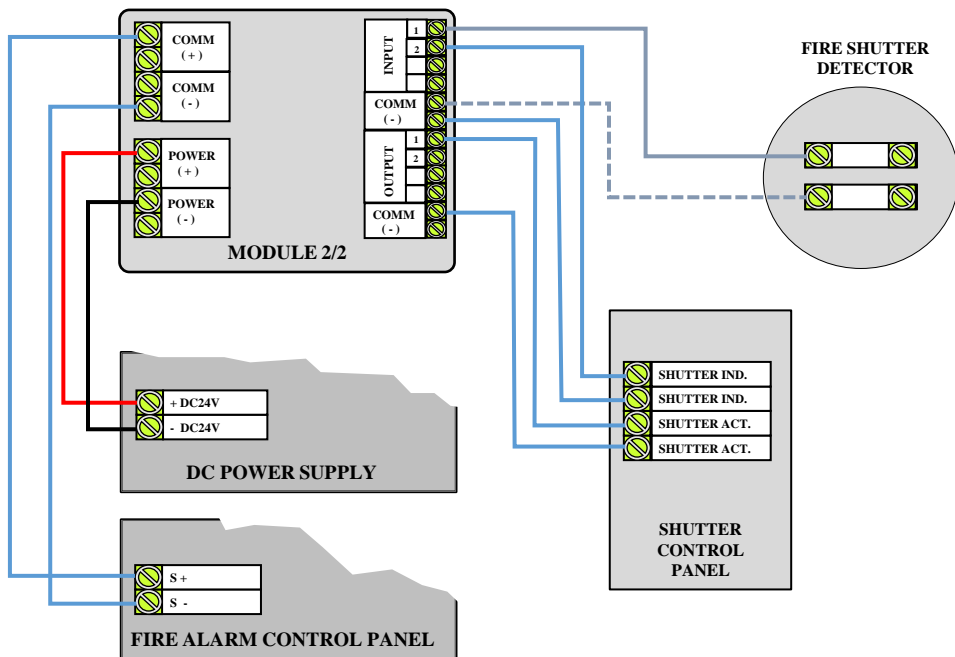 COMM
( + )
COMM
( - )
POWER
( + )
POWER
( - )
INPUT
1
2
COMM
( - )
OUTPUT
1
2
COMM
( - )
MODULE 2/2
FIRE SHUTTER
DETECTOR
+ DC24V
- DC24V
DC POWER SUPPLY
SHUTTER IND.
SHUTTER IND.
SHUTTER ACT.
SHUTTER ACT.
SHUTTER
CONTROL
PANEL
S +
S -
FIRE ALARM CONTROL PANEL